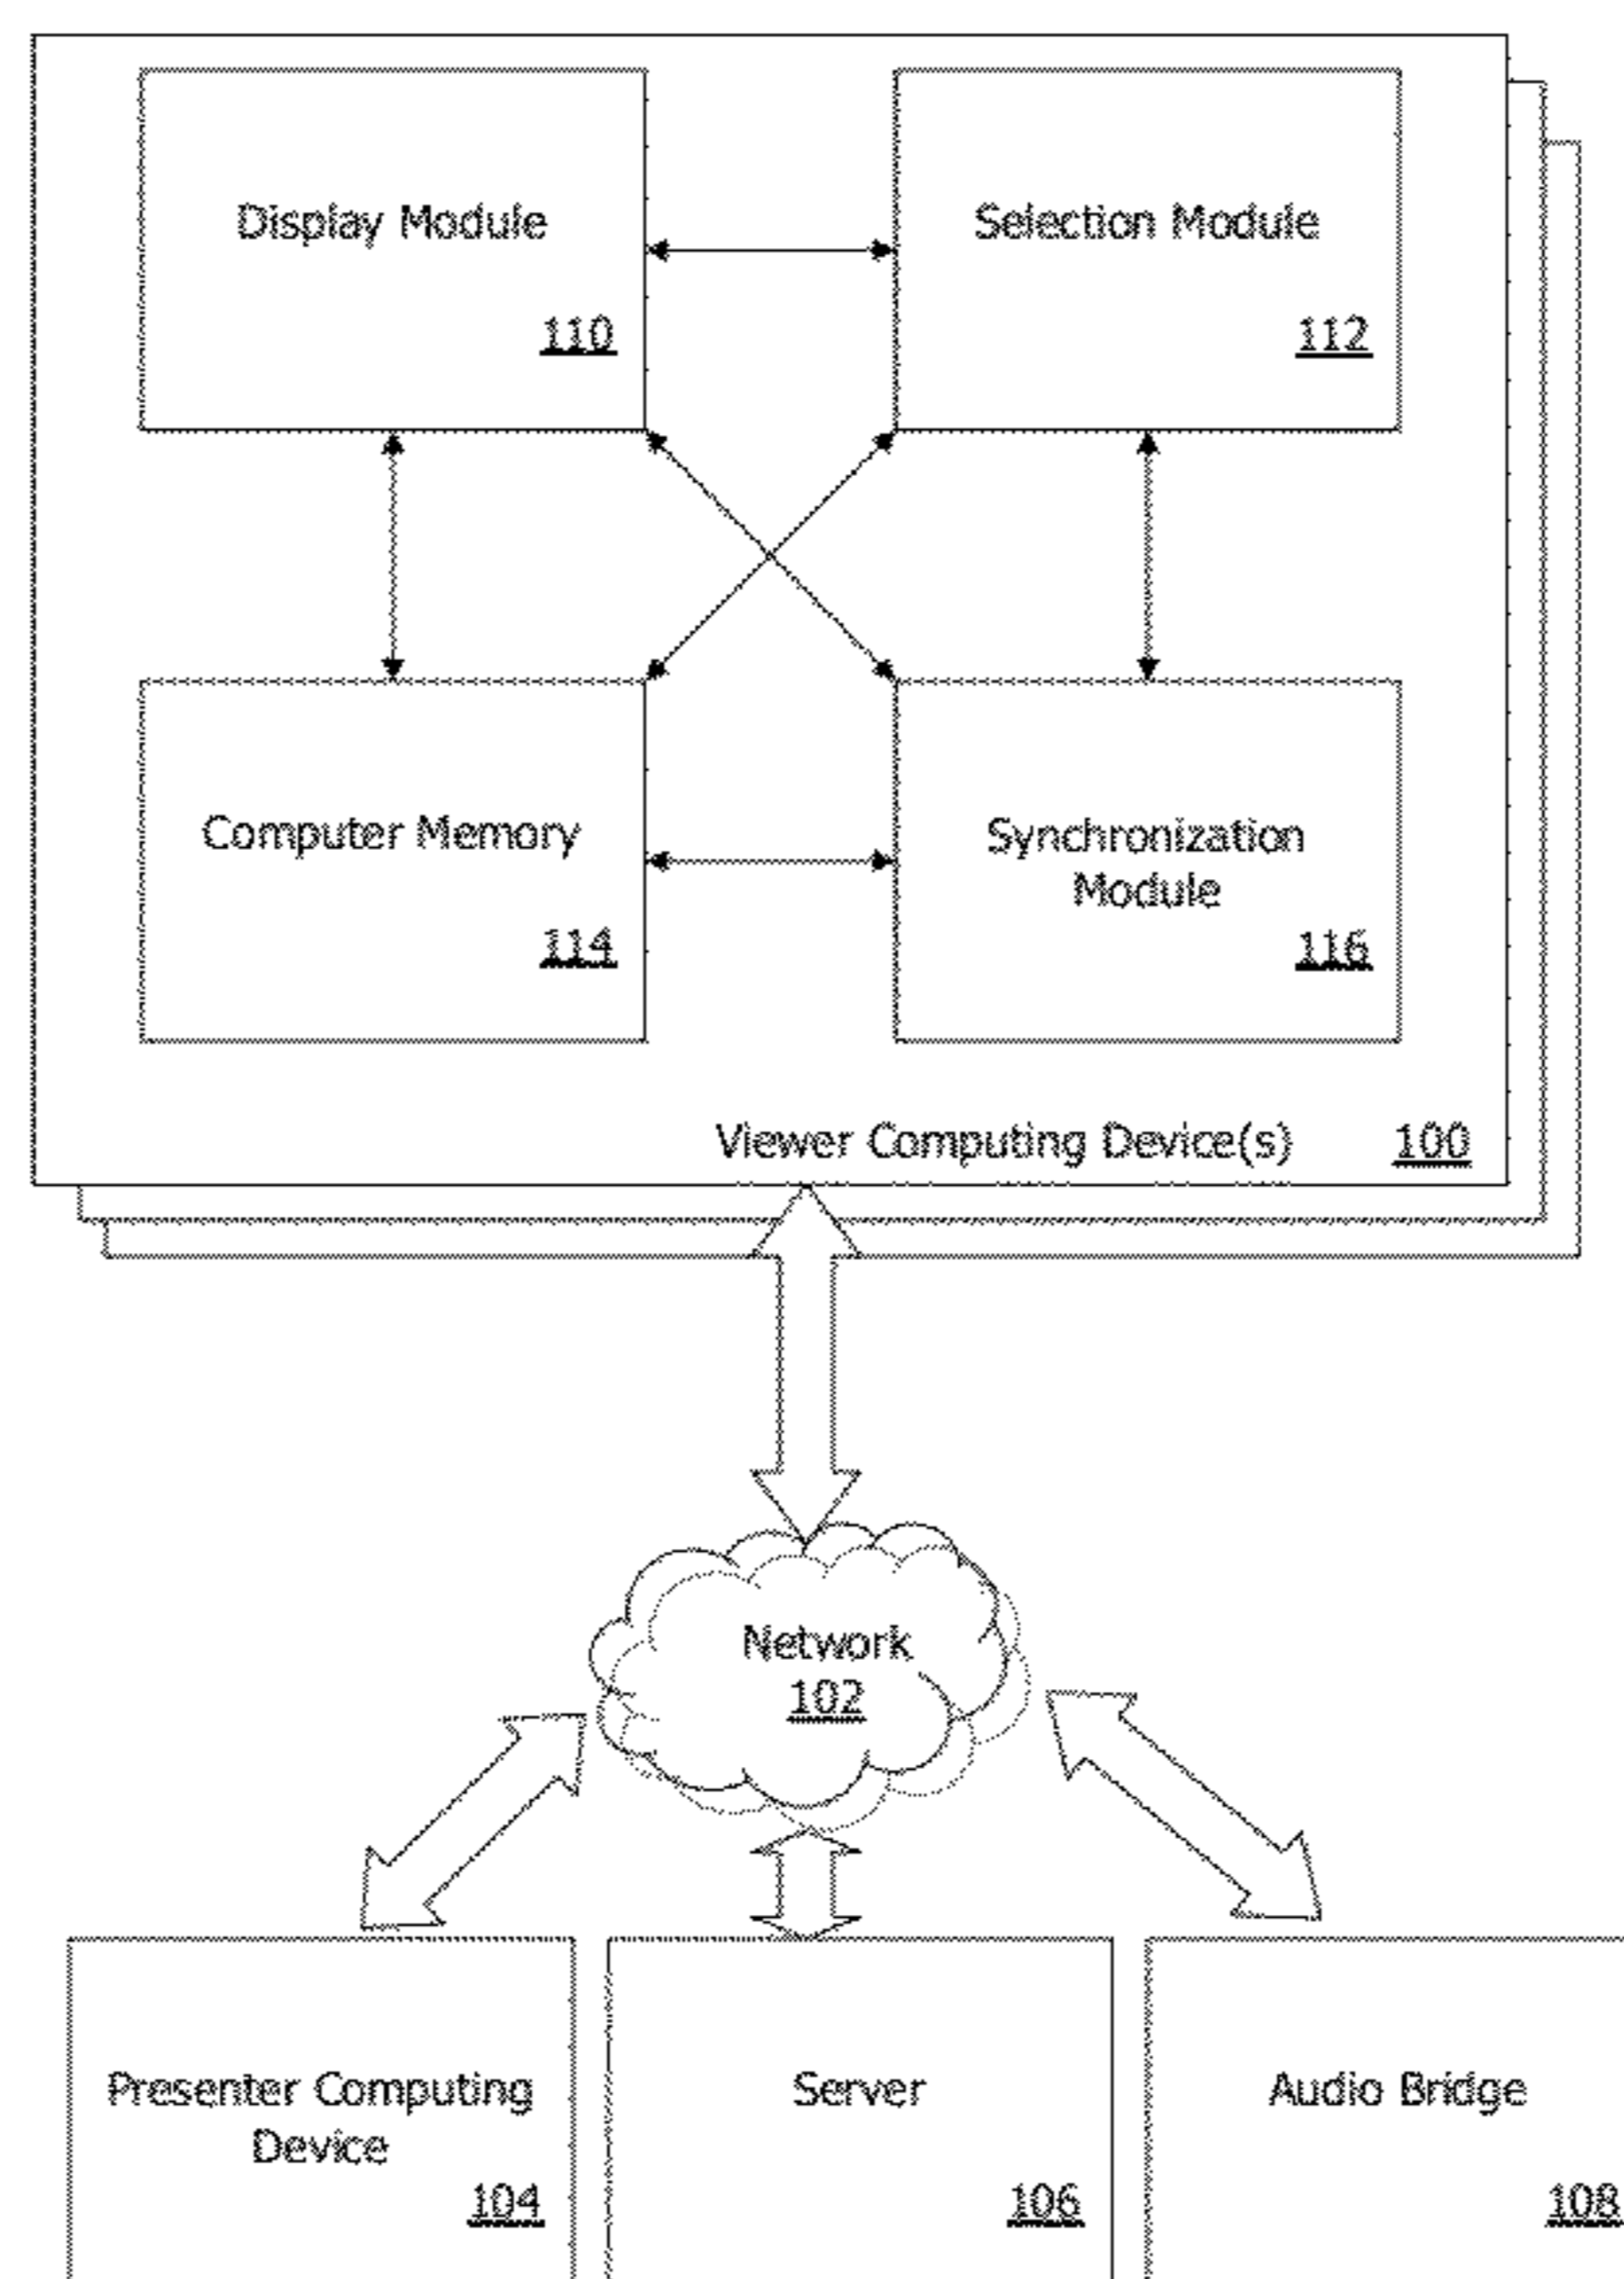 Display Module
110
Selection Module
112
Computer Memory
114
Synchronization
Module
116
Viewer Computing Device(s) 100
Network
102
Presenter Computing
Device
104
Server
106
Audio Bridge
108